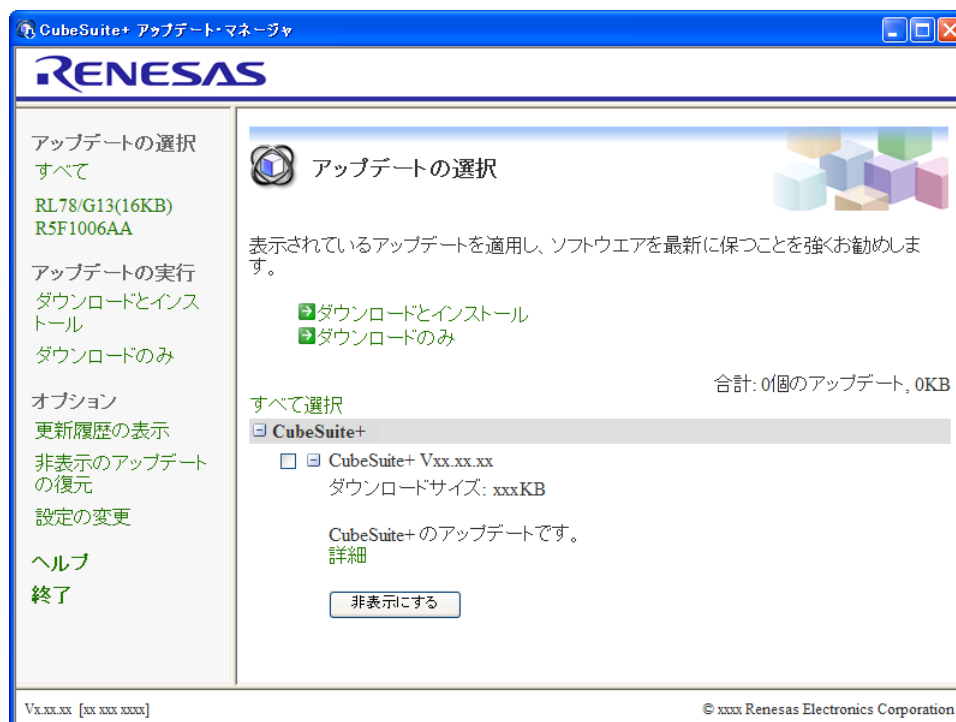 CubeSuite+ アップデート・マネージャ
RENESAS
アップデートの選択
すべて
RL78/G13(16KB)
R5F1006AA
アップデートの実行
ダウンロードとインス
トール
ダウンロードのみ
オプション
更新履歴の表示
非表示のアップデート
の復元
設定の変更
ヘルプ
終了
アップデートの選択
表示されているアップデートを適用し、ソフトウエアを最新に保つことを強くお勧めしま
す。
ダウンロードとインストール
ダウンロードのみ
合計: 0個のアップデート, 0KB
すべて選択
CubeSuite+
CubeSuite+ Vxx.xx.xx
ダウンロードサイズ: xxxKB
CubeSuite+ のアップデートです。
詳細
非表示にする
Vx.xx.xx [xx xxx xxxx]
© xxxx Renesas Electronics Corporation